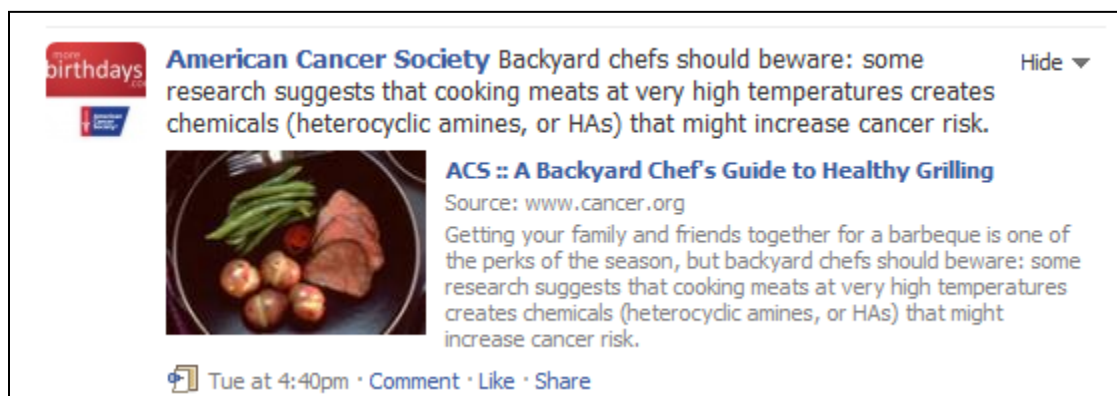 more
birthdays
American
Cancer
Society
American Cancer Society Backyard chefs should beware: some
Hide
research suggests that cooking meats at very high temperatures creates
chemicals (heterocyclic amines, or HAs) that might increase cancer risk.
ACS :: A Backyard Chef's Guide to Healthy Grilling
Source: www.cancer.org
Getting your family and friends together for a barbeque is one of
the perks of the season, but backyard chefs should beware: some
research suggests that cooking meats at very high temperatures
creates chemicals (heterocyclic amines, or HAs) that might
increase cancer risk.
Tue at 4:40pm · Comment · Like · Share